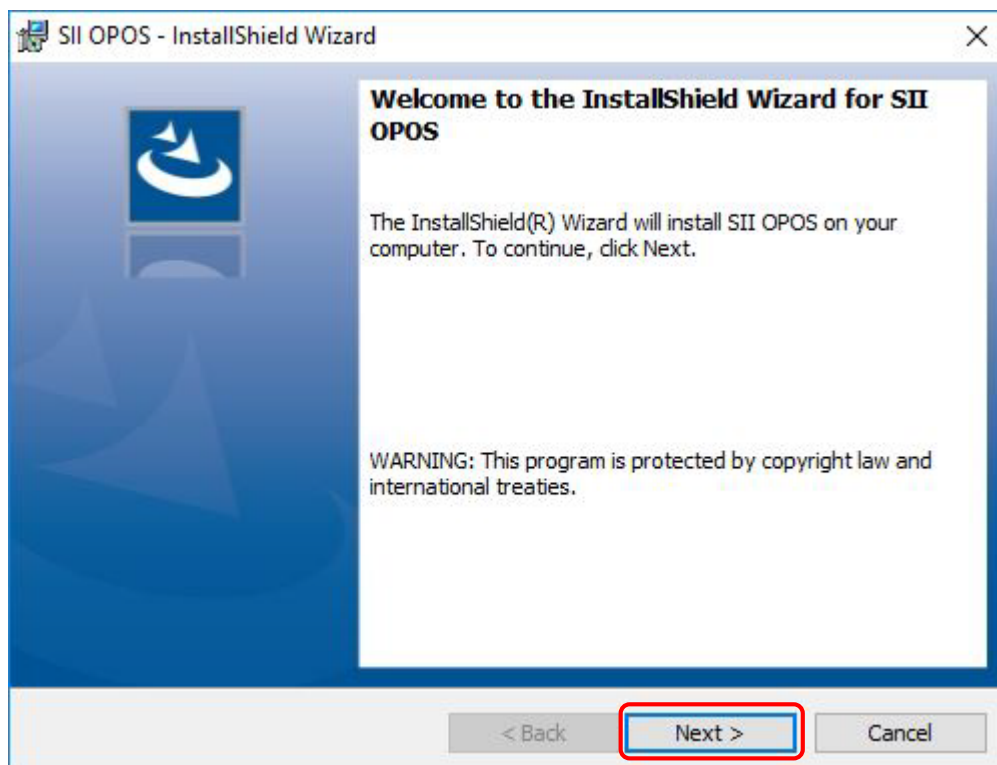 SII OPOS - InstallShield Wizard
Welcome to the InstallShield Wizard for SII
OPOS
The InstallShield(R) Wizard will install SII OPOS on your
computer. To continue, click Next.
WARNING: This program is protected by copyright law and
international treaties.
< Back
Next >
Cancel